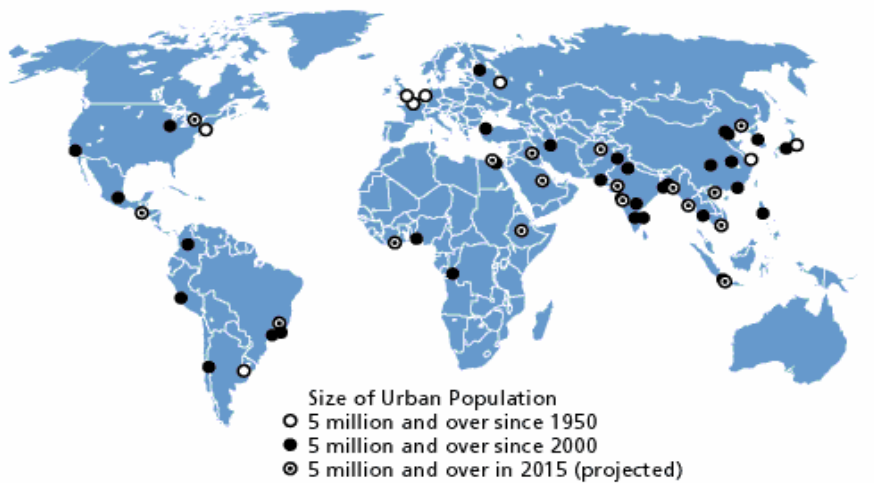 Size of Urban Population
5 million and over since 1950
5 million and over since 2000
5 million and over in 2015 (projected)